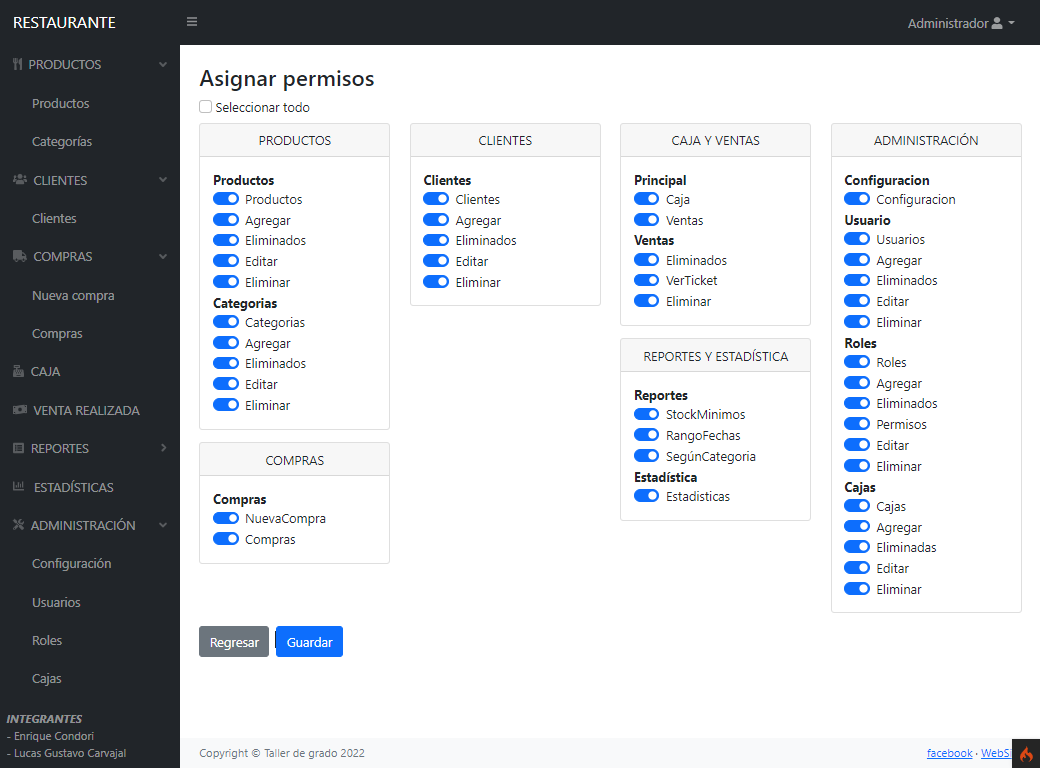 RESTAURANTE
Administrador
PRODUCTOS
Productos
Categorías
CLIENTES
Clientes
COMPRAS
Nueva compra
Compras
CAJA
VENTA REALIZADA
REPORTES
ESTADÍSTICAS
ADMINISTRACIÓN
Configuración
Usuarios
Roles
Cajas
INTEGRANTES
- Enrique Condori
- Lucas Gustavo Carvajal
Asignar permisos
Seleccionar todo
PRODUCTOS
Productos
Productos
Agregar
Eliminados
Editar
Eliminar
Categorias
Categorias
Agregar
Eliminados
Editar
Eliminar
COMPRAS
Compras
NuevaCompra
Compras
CLIENTES
Clientes
Clientes
Agregar
Eliminados
Editar
Eliminar
CAJA Y VENTAS
Principal
Caja
Ventas
Ventas
Eliminados
VerTicket
Eliminar
REPORTES Y ESTADÍSTICA
Reportes
StockMinimos
RangoFechas
SegúnCategoria
Estadística
Estadisticas
ADMINISTRACIÓN
Configuracion
Configuracion
Usuario
Usuarios
Agregar
Eliminados
Editar
Eliminar
Roles
Roles
Agregar
Eliminados
Permisos
Editar
Eliminar
Cajas
Cajas
Agregar
Eliminadas
Editar
Eliminar
Regresar Guardar
Copyright © Taller de grado 2022
facebook ·